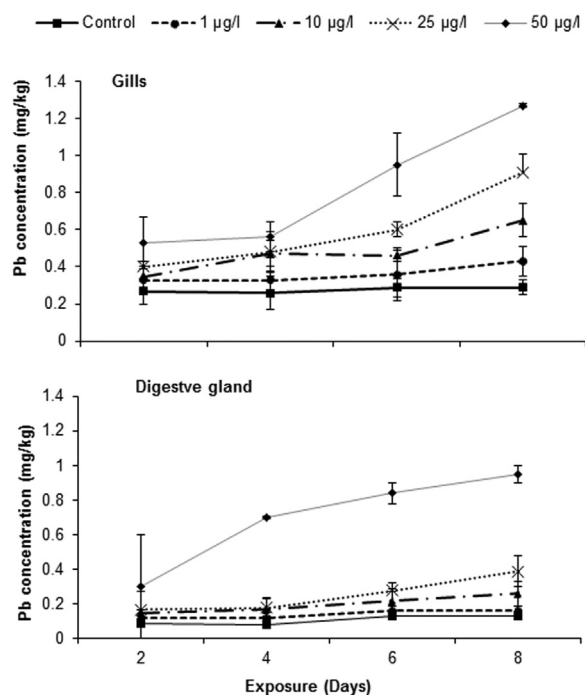 Control 1 µg/l 10 µg/l 25 µg/l 50 µg/l
Gills
Pb concentration (mg/kg)
1.4
1.2
1
0.8
0.6
0.4
0.2
0
Digestve gland
Pb concentration (mg/kg)
1.4
1.2
1
0.8
0.6
0.4
0.2
0
2 4 6 8
Exposure (Days)